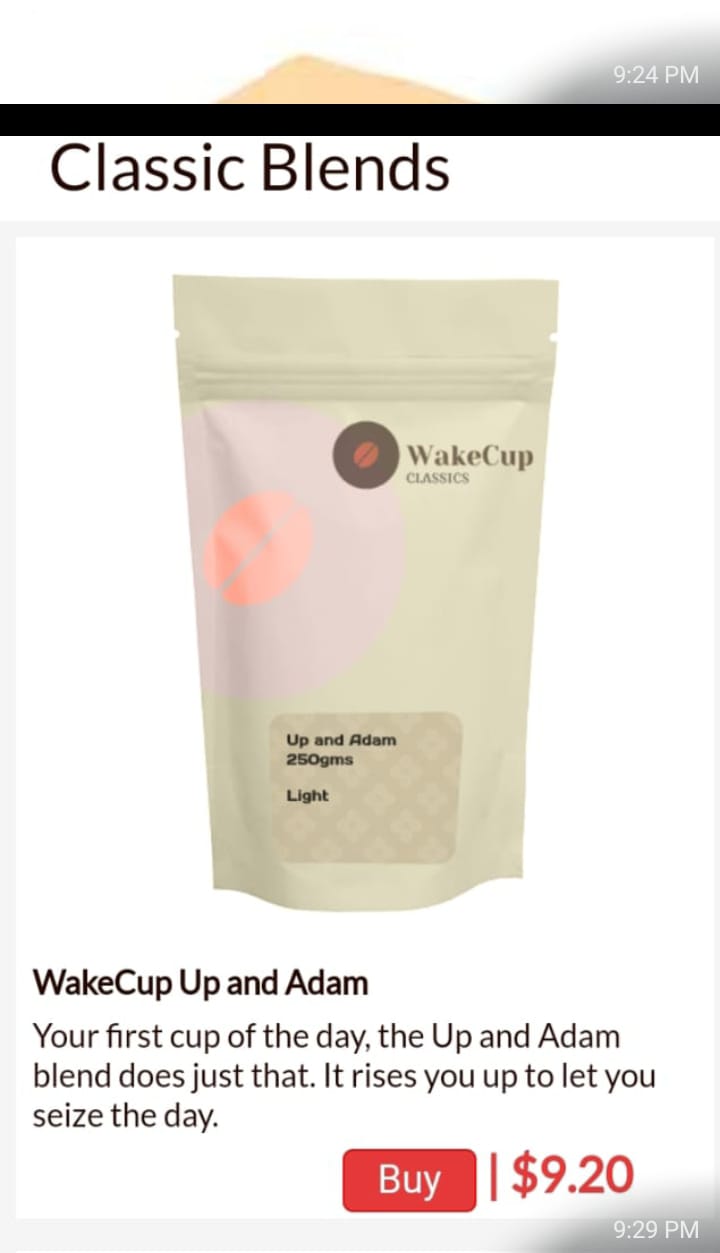 9:24 PM
Classic Blends
WakeCup
CLASSICS
Up and Adam
250gms
Light
WakeCup Up and Adam
Your first cup of the day, the Up and Adam
blend does just that. It rises you up to let you
seize the day.
Buy | $9.20
9:29 PM